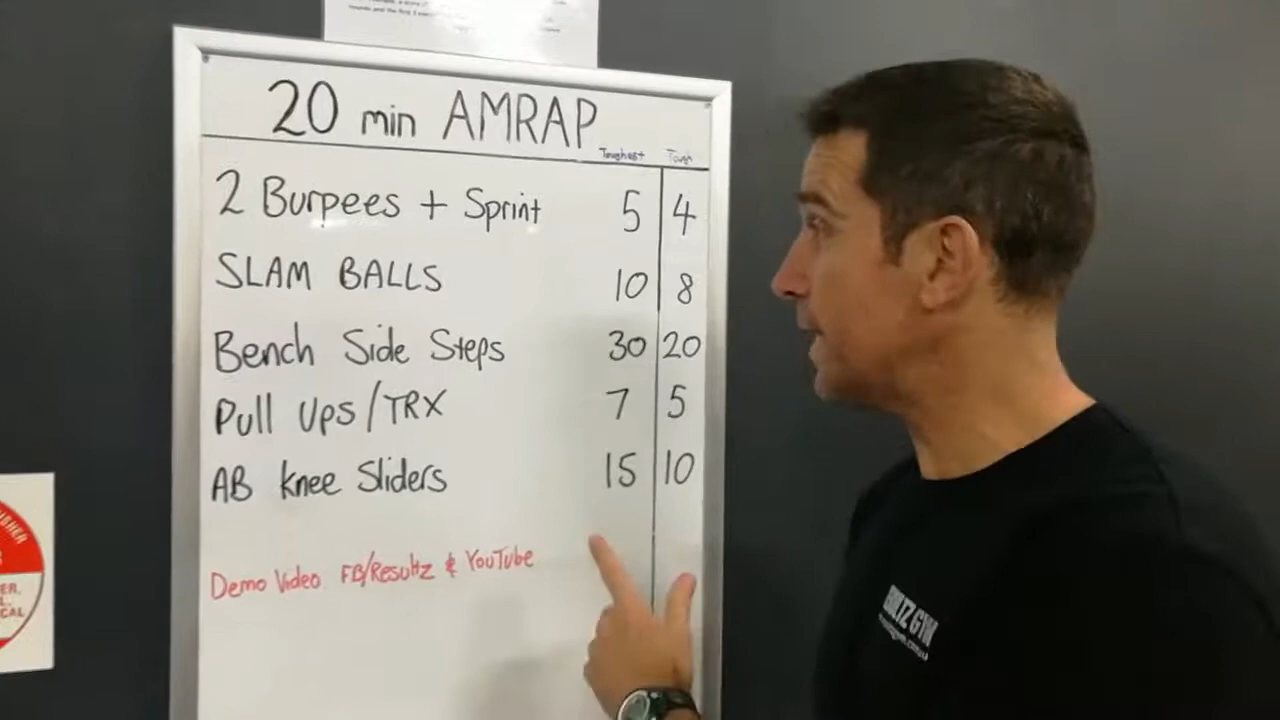 20 min AMRAP
Toughest Tough
2 Burpees + Sprint 5 4
SLAM BALLS 10 8
Bench Side Steps 30 20
Pull Ups/TRX 7 5
AB knee Sliders 15 10
Demo Video FB/Resultz & YouTube
GYM